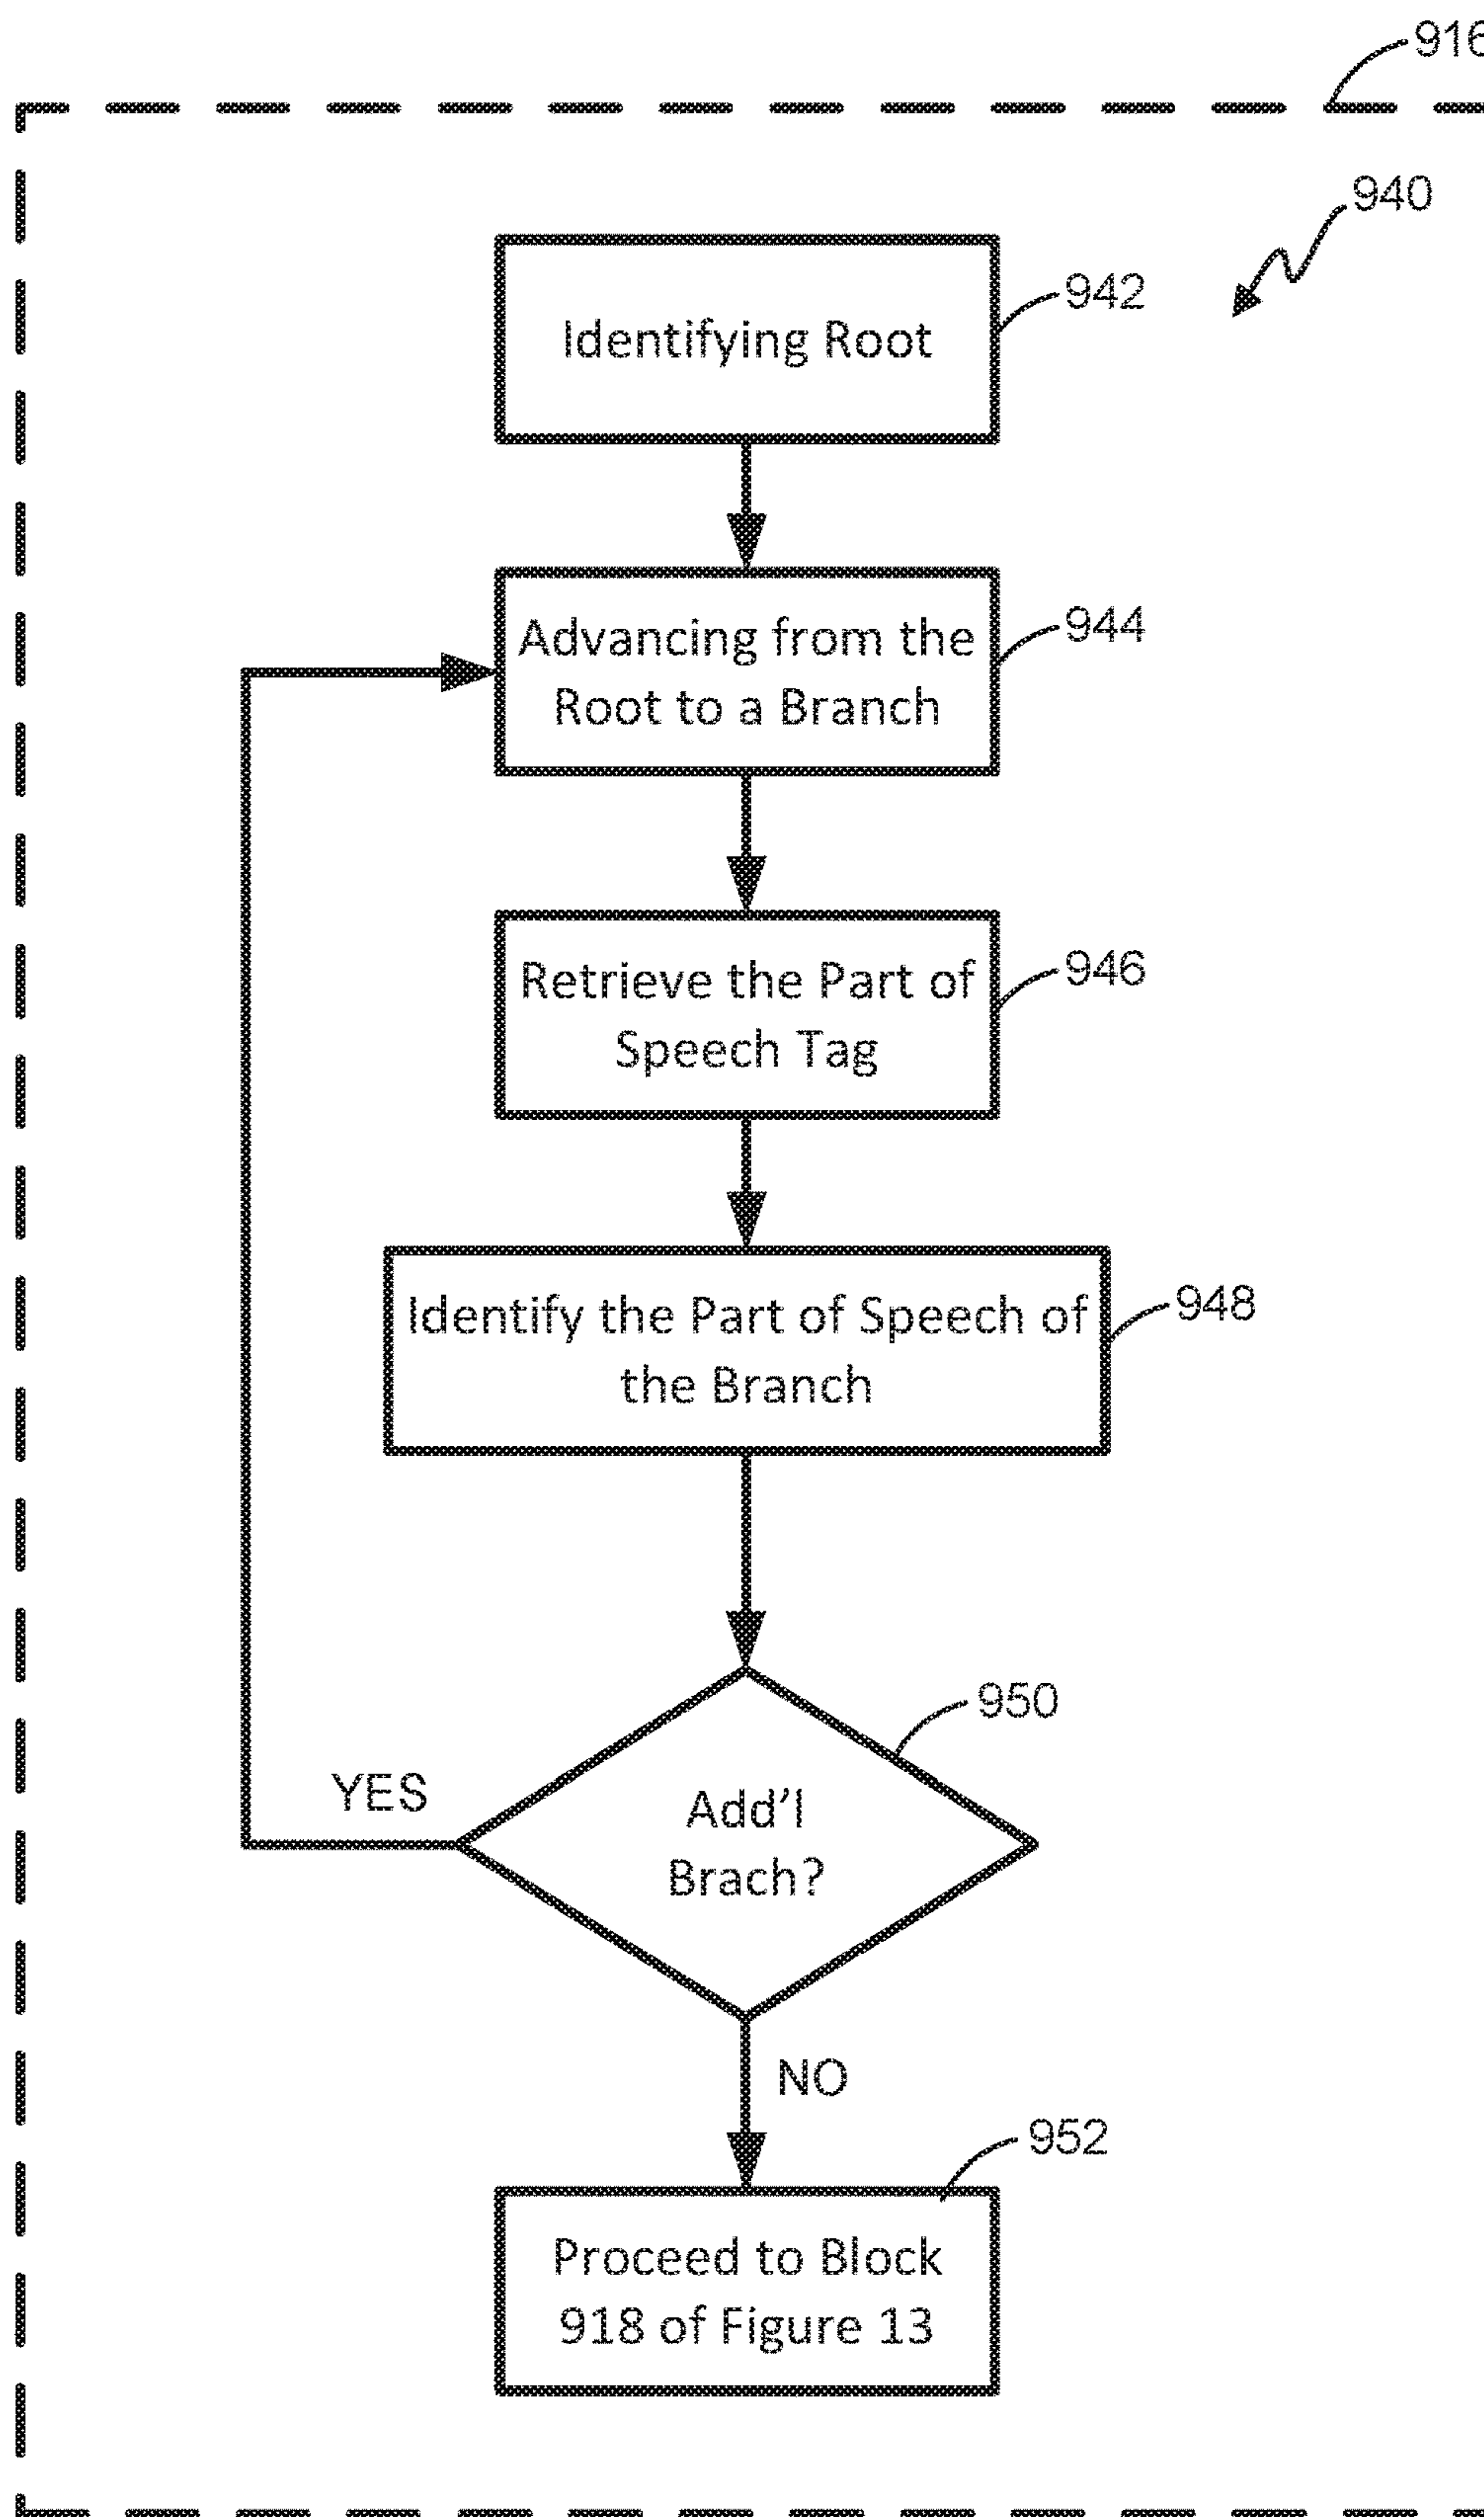 916
940
Identifying Root
942
Advancing from the
Root to a Branch
944
Retrieve the Part of
Speech Tag
946
Identify the Part of Speech of
the Branch
948
950
YES
Add'l
Brach?
NO
952
Proceed to Block
918 of Figure 13